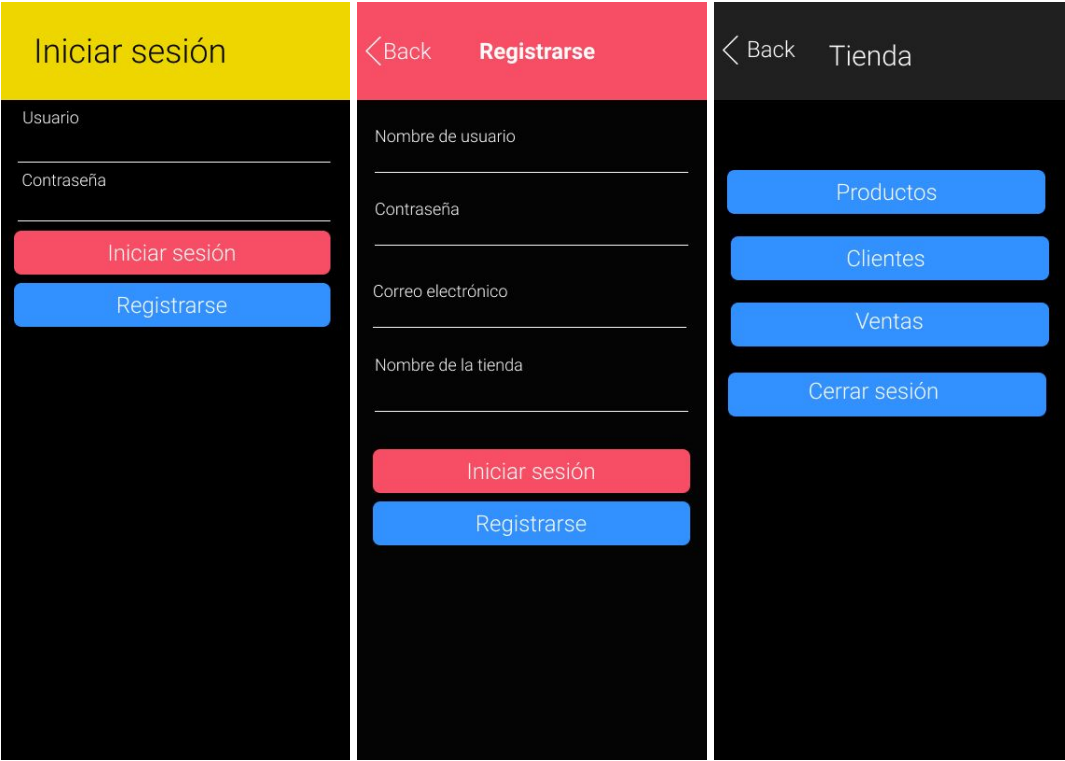 Iniciar sesión
Usuario
Contraseña
Iniciar sesión
Registrarse
Back Registrarse
Nombre de usuario
Contraseña
Correo electrónico
Nombre de la tienda
Iniciar sesión
Registrarse
Back Tienda
Productos
Clientes
Ventas
Cerrar sesión